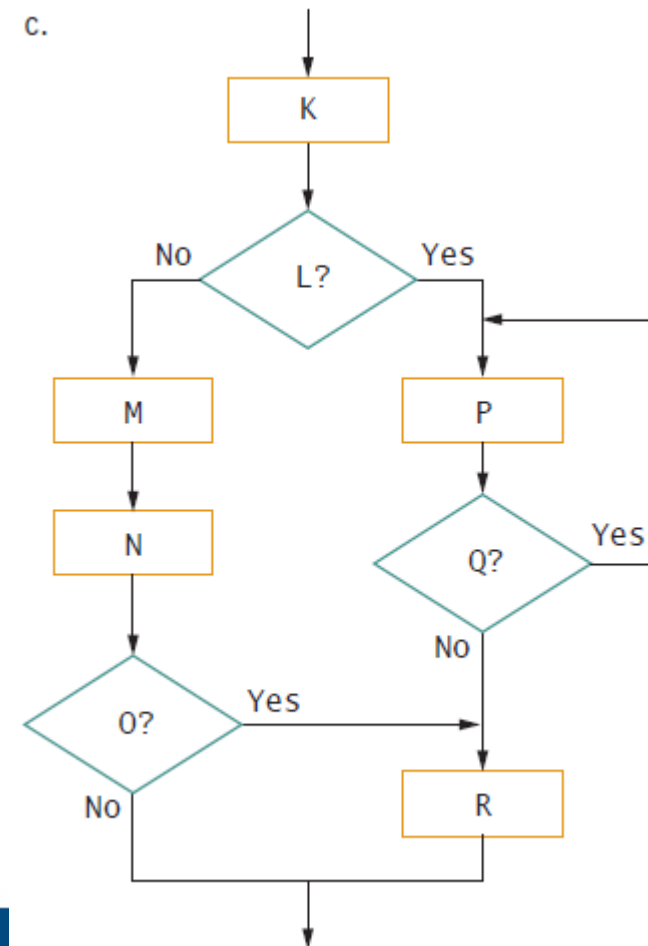 c.
K
No
L?
Yes
M
P
N
Q?
Yes
No
O?
Yes
No
R